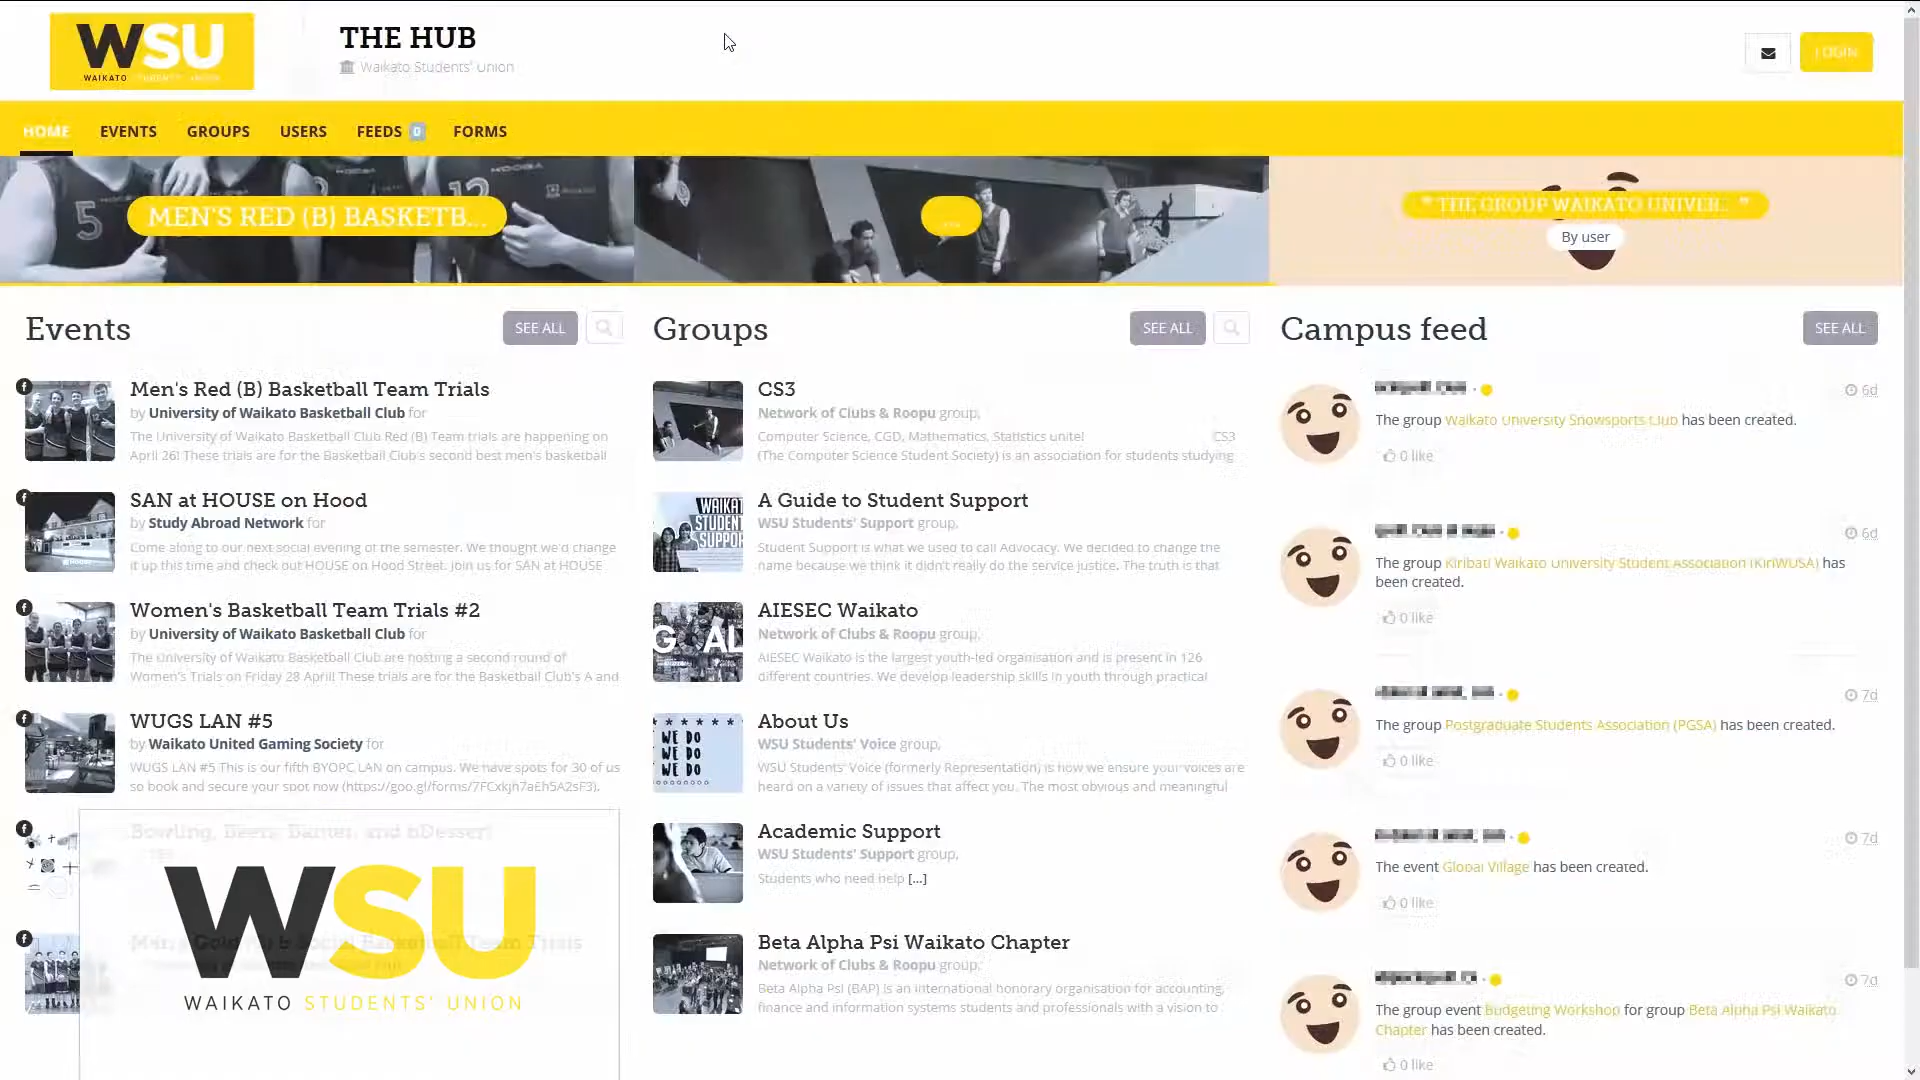 WSU
WAIKATO STUDENTS' UNION
THE HUB
Waikato Students' Union
LOGIN
HOME EVENTS GROUPS USERS FEEDS 0 FORMS
MEN'S RED (B) BASKETB...
...
" THE GROUP WAIKATO UNIVER... "
By user
Events SEE ALL
Men's Red (B) Basketball Team Trials
by University of Waikato Basketball Club for
The University of Waikato Basketball Club Red (B) Team trials are happening on
April 26! These trials are for the Basketball Club's second best men's basketball
SAN at HOUSE on Hood
by Study Abroad Network for
Come along to our next social evening of the semester. We thought we'd change
it up this time and check out HOUSE on Hood Street. Join us for SAN at HOUSE
Women's Basketball Team Trials #2
by University of Waikato Basketball Club for
The University of Waikato Basketball Club are hosting a second round of
Women's Trials on Friday 28 April! These trials are for the Basketball Club's A and
WUGS LAN #5
by Waikato United Gaming Society for
WUGS LAN #5 This is our fifth BYOPC LAN on campus. We have spots for 30 of us
so book and secure your spot now (https://goo.gl/forms/7FCxkjh7aEh5A2sF3).
Bowling, Beers, Banter, and
Team Trials
WSU
WAIKATO STUDENTS' UNION
Groups SEE ALL
CS3
Network of Clubs & Roopu group,
Computer Science, CGD, Mathematics, Statistics unite! CS3
(The Computer Science Student Society) is an association for students studying
A Guide to Student Support
WSU Students' Support group,
Student Support is what we used to call Advocacy. We decided to change the
name because we think it didn't really do the service justice. The truth is that
AIESEC Waikato
Network of Clubs & Roopu group,
AIESEC Waikato is the largest youth-led organisation and is present in 126
different countries. We develop leadership skills in youth through practical
WE DO
WE DO
WE DO
About Us
WSU Students' Voice group,
WSU Students' Voice (formerly Representation) is how we ensure your voices are
heard on a variety of issues that affect you. The most obvious and meaningful
Academic Support
WSU Students' Support group,
Students who need help [...]
Beta Alpha Psi Waikato Chapter
Network of Clubs & Roopu group,
Beta Alpha Psi (BAP) is an international honorary organisation for accounting,
finance and information systems students and professionals with a vision to
Campus feed SEE ALL
6d
The group Waikato University Snowsports Club has been created.
0 like
6d
The group Kiribati Waikato University Student Association (KiriWUSA) has
been created.
0 like
7d
The group Postgraduate Students Association (PGSA) has been created.
0 like
7d
The event Global Village has been created.
0 like
7d
The group event Budgeting Workshop for group Beta Alpha Psi Waikato
Chapter has been created.
0 like